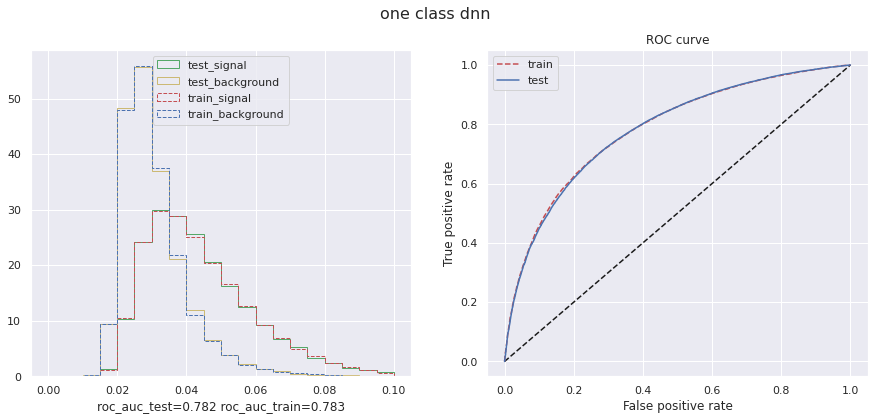 one class dnn
test_signal
test_background
train_signal
train_background
50
40
30
20
10
0
0.00 0.02 0.04 0.06 0.08 0.10
roc_auc_test=0.782 roc_auc_train=0.783
ROC curve
train
test
True positive rate
1.0
0.8
0.6
0.4
0.2
0.0
0.0 0.2 0.4 0.6 0.8 1.0
False positive rate